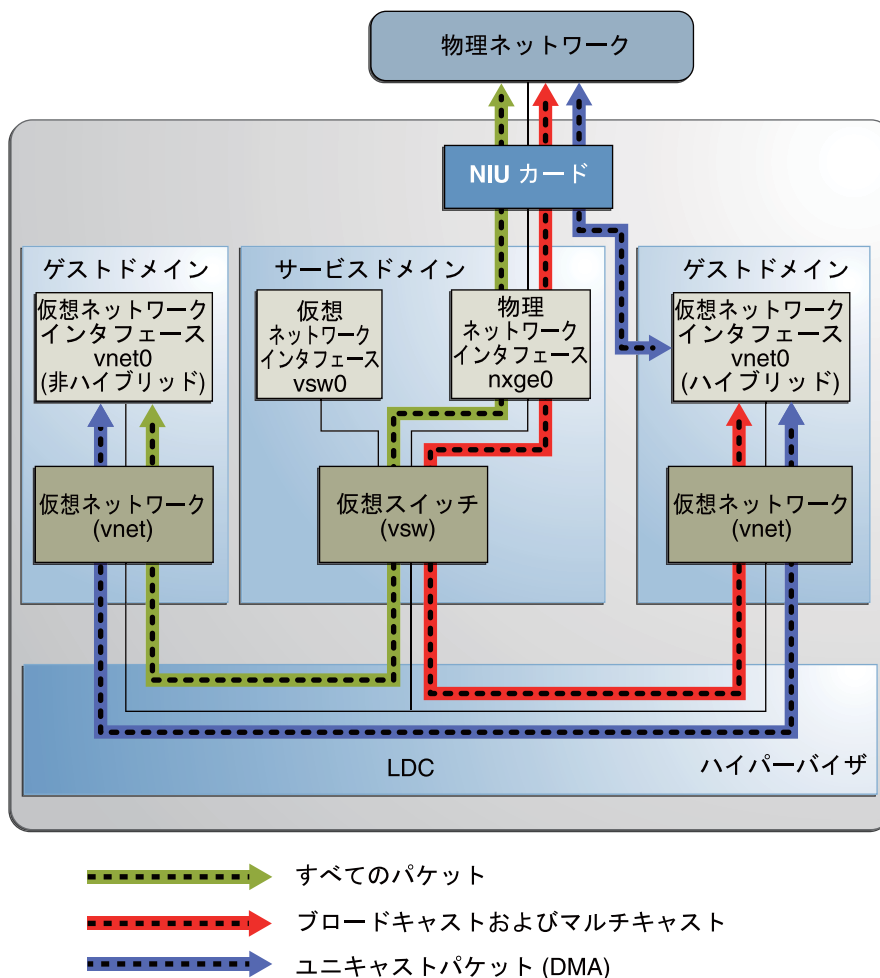 物理ネットワーク
NIU カード
ゲストドメイン
仮想ネットワーク
インタフェース
vnet0
(非ハイブリッド)
仮想ネットワーク
(vnet)
サービスドメイン
仮想
ネットワーク
インタフェース
vsw0
物理
ネットワーク
インタフェース
nxge0
仮想スイッチ
(vsw)
ゲストドメイン
仮想ネットワーク
インタフェース
vnet0
(ハイブリッド)
仮想ネットワーク
(vnet)
LDC
ハイパーバイザ
すべてのパケット
ブロードキャストおよびマルチキャスト
ユニキャストパケット (DMA)